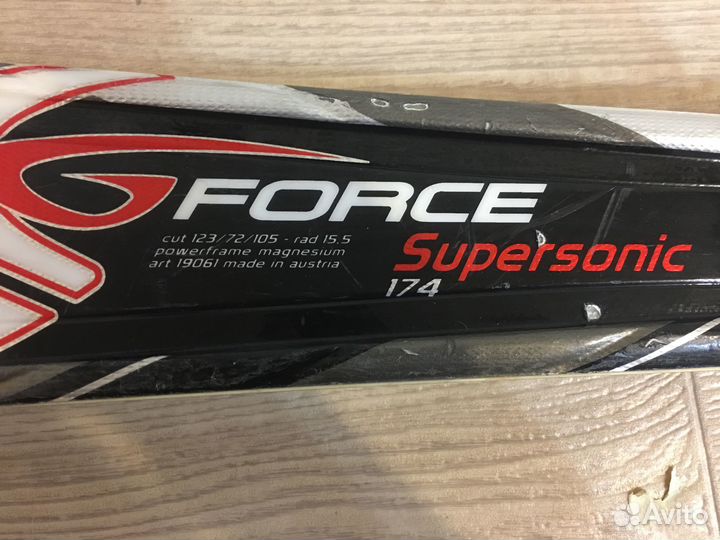 G FORCE
cut 123/72/105 - rad 15.5
powerframe magnesium
art 19061 made in austria
Supersonic
174
Avito